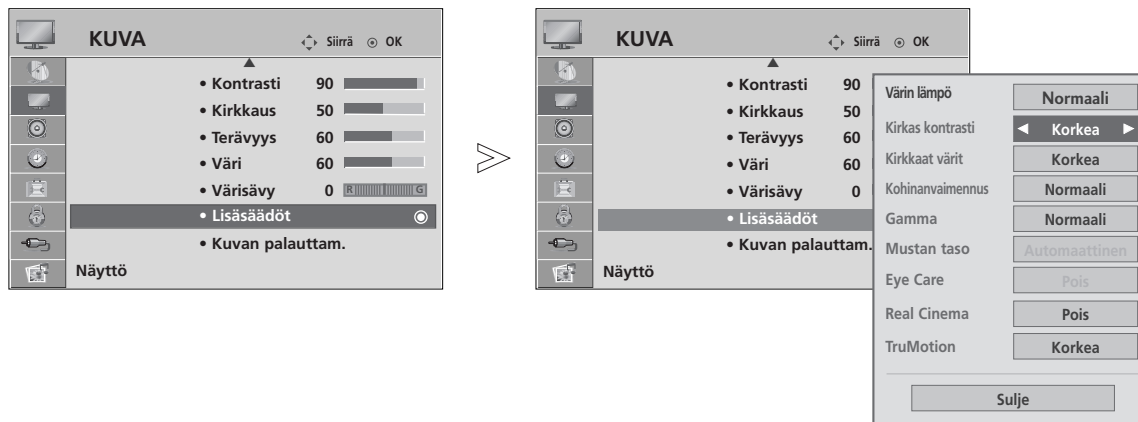 KUVA
Siirrä
OK
• Kontrasti 90
• Kirkkaus 50
• Terävyys 60
• Väri 60
• Värisävy 0 R G
• Lisäsäädöt
• Kuvan palauttam.
Näyttö
KUVA
Siirrä
OK
• Kontrasti 90
• Kirkkaus 50
• Terävyys 60
• Väri 60
• Värisävy 0
• Lisäsäädöt
• Kuvan palauttam.
Näyttö
Värin lämpö Normaali
Kirkas kontrasti Korkea
Kirkkaat värit Korkea
Kohinanvaimennus Normaali
Gamma Normaali
Mustan taso Automaattinen
Eye Care Pois
Real Cinema Pois
TruMotion Korkea
Sulje